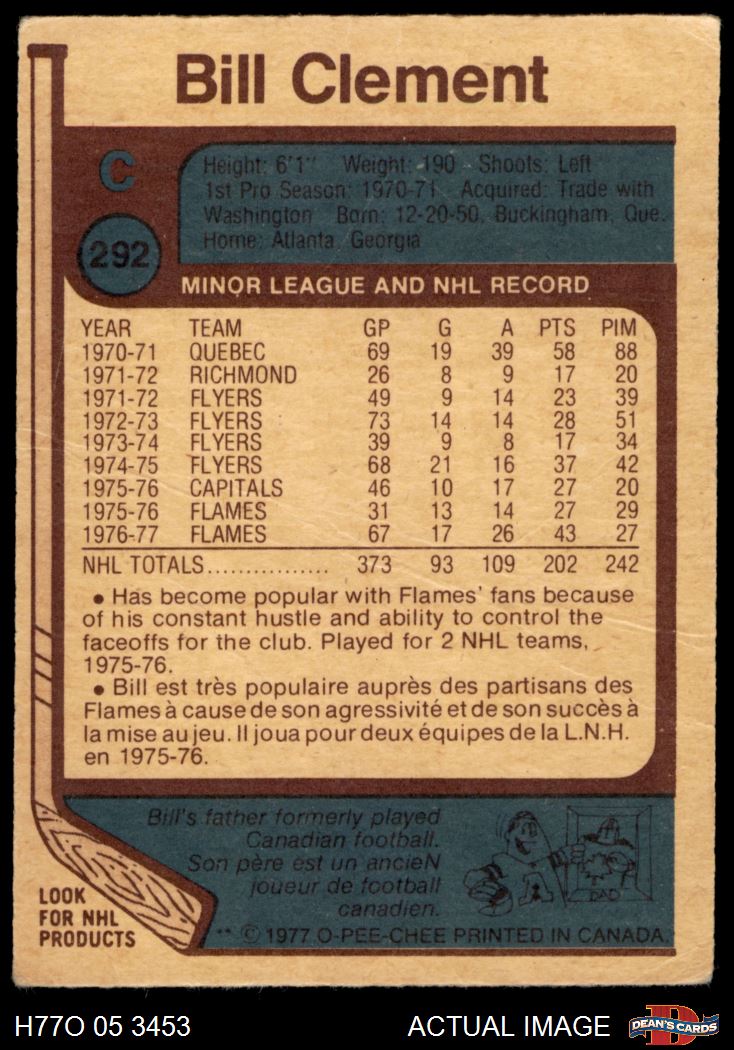 Bill Clement
C
292
Height: 6'1" Weight: 190 Shoots: Left
1st Pro Season: 1970-71 Acquired: Trade with
Washington Born: 12-20-50, Buckingham, Que.
Home: Atlanta, Georgia
MINOR LEAGUE AND NHL RECORD
YEAR TEAM GP G A PTS PIM
1970-71 QUEBEC 69 19 39 58 88
1971-72 RICHMOND 26 8 9 17 20
1971-72 FLYERS 49 9 14 23 39
1972-73 FLYERS 73 14 14 28 51
1973-74 FLYERS 39 9 8 17 34
1974-75 FLYERS 68 21 16 37 42
1975-76 CAPITALS 46 10 17 27 20
1975-76 FLAMES 31 13 14 27 29
1976-77 FLAMES 67 17 26 43 27
NHL TOTALS................ 373 93 109 202 242
• Has become popular with Flames' fans because
of his constant hustle and ability to control the
faceoffs for the club. Played for 2 NHL teams,
1975-76.
• Bill est très populaire auprès des partisans des
Flames à cause de son agressivité et de son succès à
la mise au jeu. Il joua pour deux équipes de la L.N.H.
en 1975-76.
Bill's father formerly played
Canadian football.
Son père est un ancieN
joueur de football
canadien.
A
DAD
LOOK
FOR NHL
PRODUCTS
** © 1977 O-PEE-CHEE PRINTED IN CANADA.
H77O 05 3453
ACTUAL IMAGE
D
DEAN'S CARDS